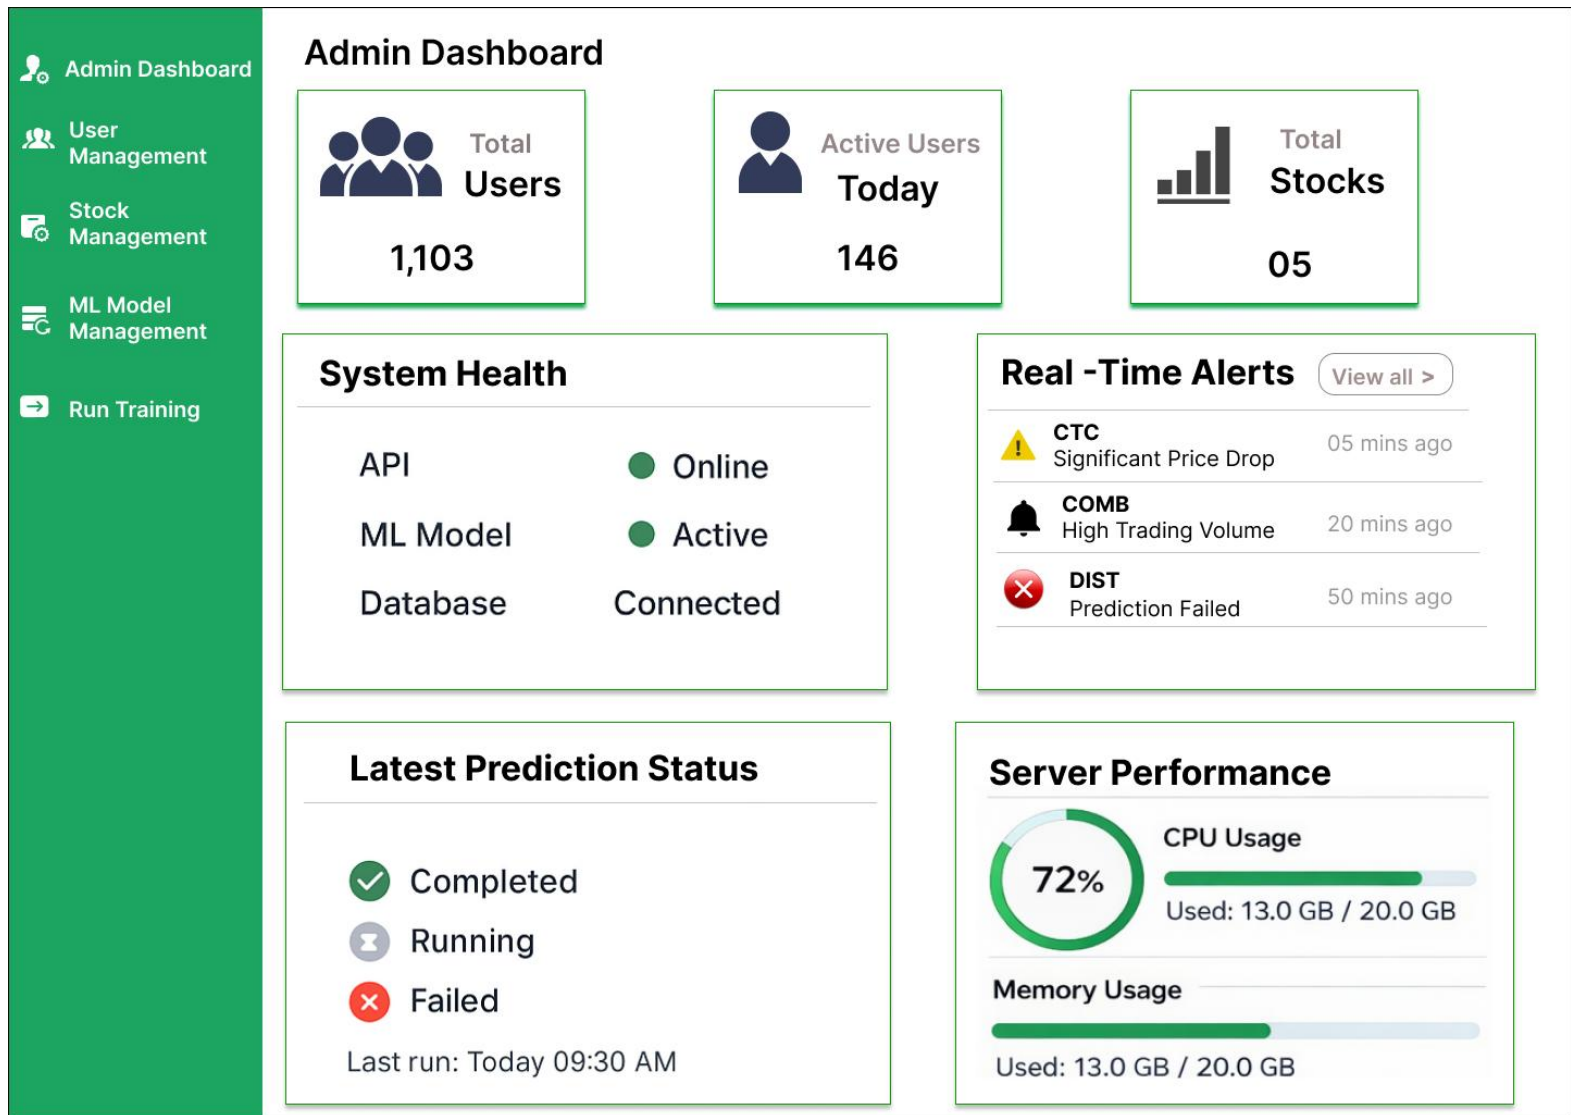 Admin Dashboard
User
Management
Stock
Management
ML Model
Management
Run Training
Admin Dashboard
Total
Users
1,103
Active Users
Today
146
Total
Stocks
05
System Health
API
Online
ML Model
Active
Database
Connected
Real -Time Alerts
View all >
CTC
Significant Price Drop
05 mins ago
COMB
High Trading Volume
20 mins ago
DIST
Prediction Failed
50 mins ago
Latest Prediction Status
Completed
Running
Failed
Last run: Today 09:30 AM
Server Performance
72%
CPU Usage
Used: 13.0 GB / 20.0 GB
Memory Usage
Used: 13.0 GB / 20.0 GB